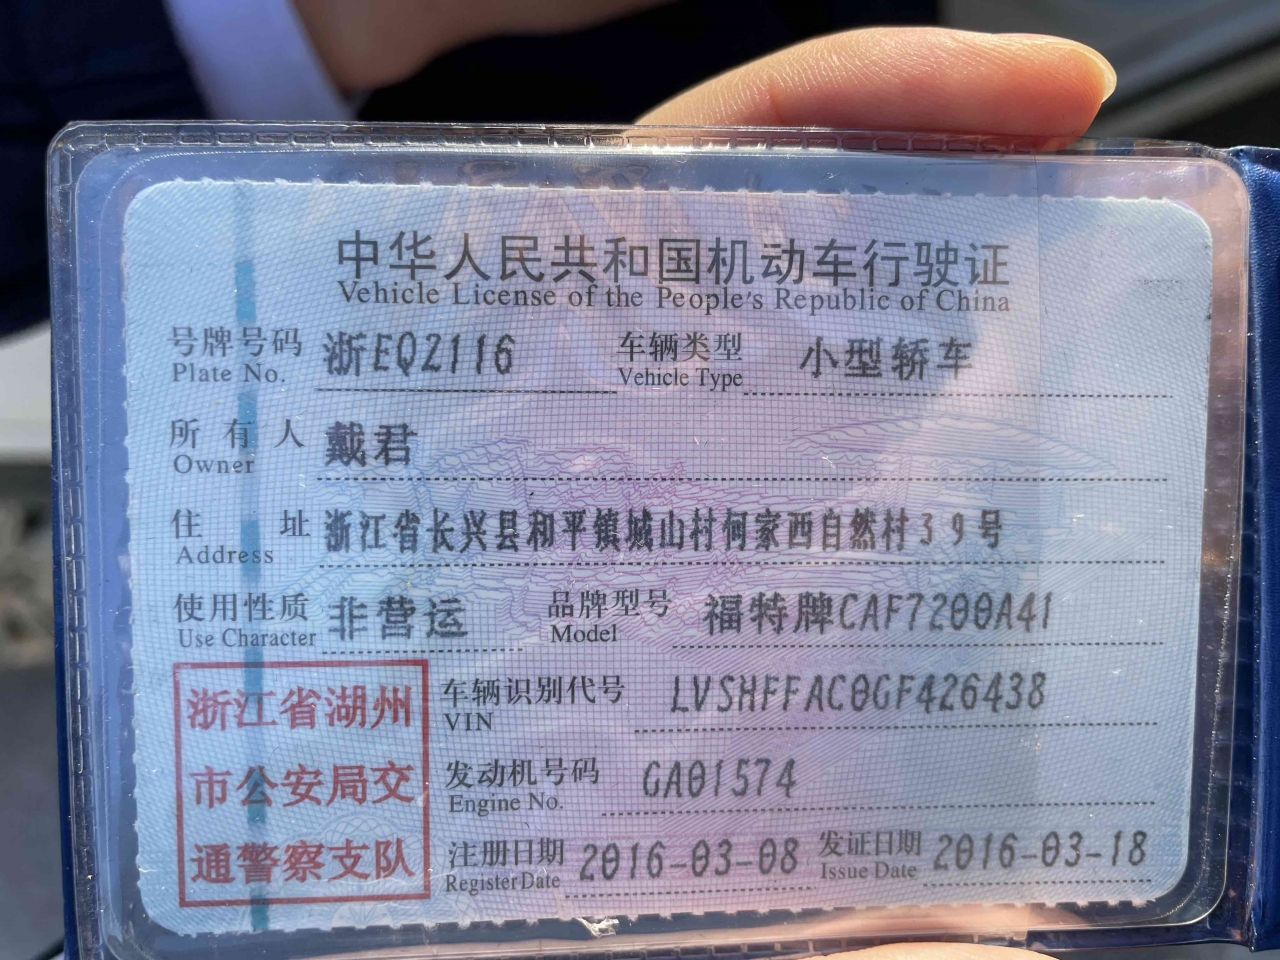 中华人民共和国机动车行驶证
Vehicle License of the People's Republic of China
号牌号码 浙EQZ116 车辆类型 小型轿车
Plate No. Vehicle Type
所有人 戴君
Owner
住址 浙江省长兴县和平镇城山村何家西自然村39号
Address
使用性质 非营运 品牌型号 福特牌CAF7200A41
Use Character Model
浙江省湖州
市公安局交
通警察支队
车辆识别代号 LVSHFFAC0GF426438
VIN
发动机号码 GA01574
Engine No.
注册日期 2016-03-08 发证日期 2016-03-18
Register Date Issue Date